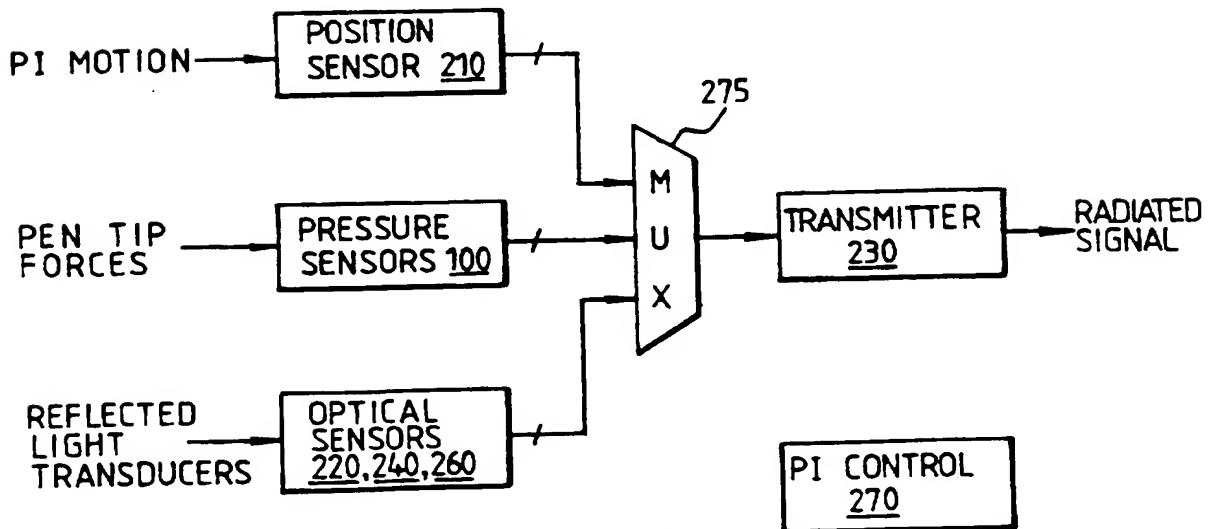 PI MOTION
POSITION
SENSOR 210
275
PEN TIP
FORCES
PRESSURE
SENSORS 100
M
U
X
TRANSMITTER
230
RADIATED
SIGNAL
REFLECTED
LIGHT
TRANSDUCERS
OPTICAL
SENSORS
220,240,260
PI CONTROL
270